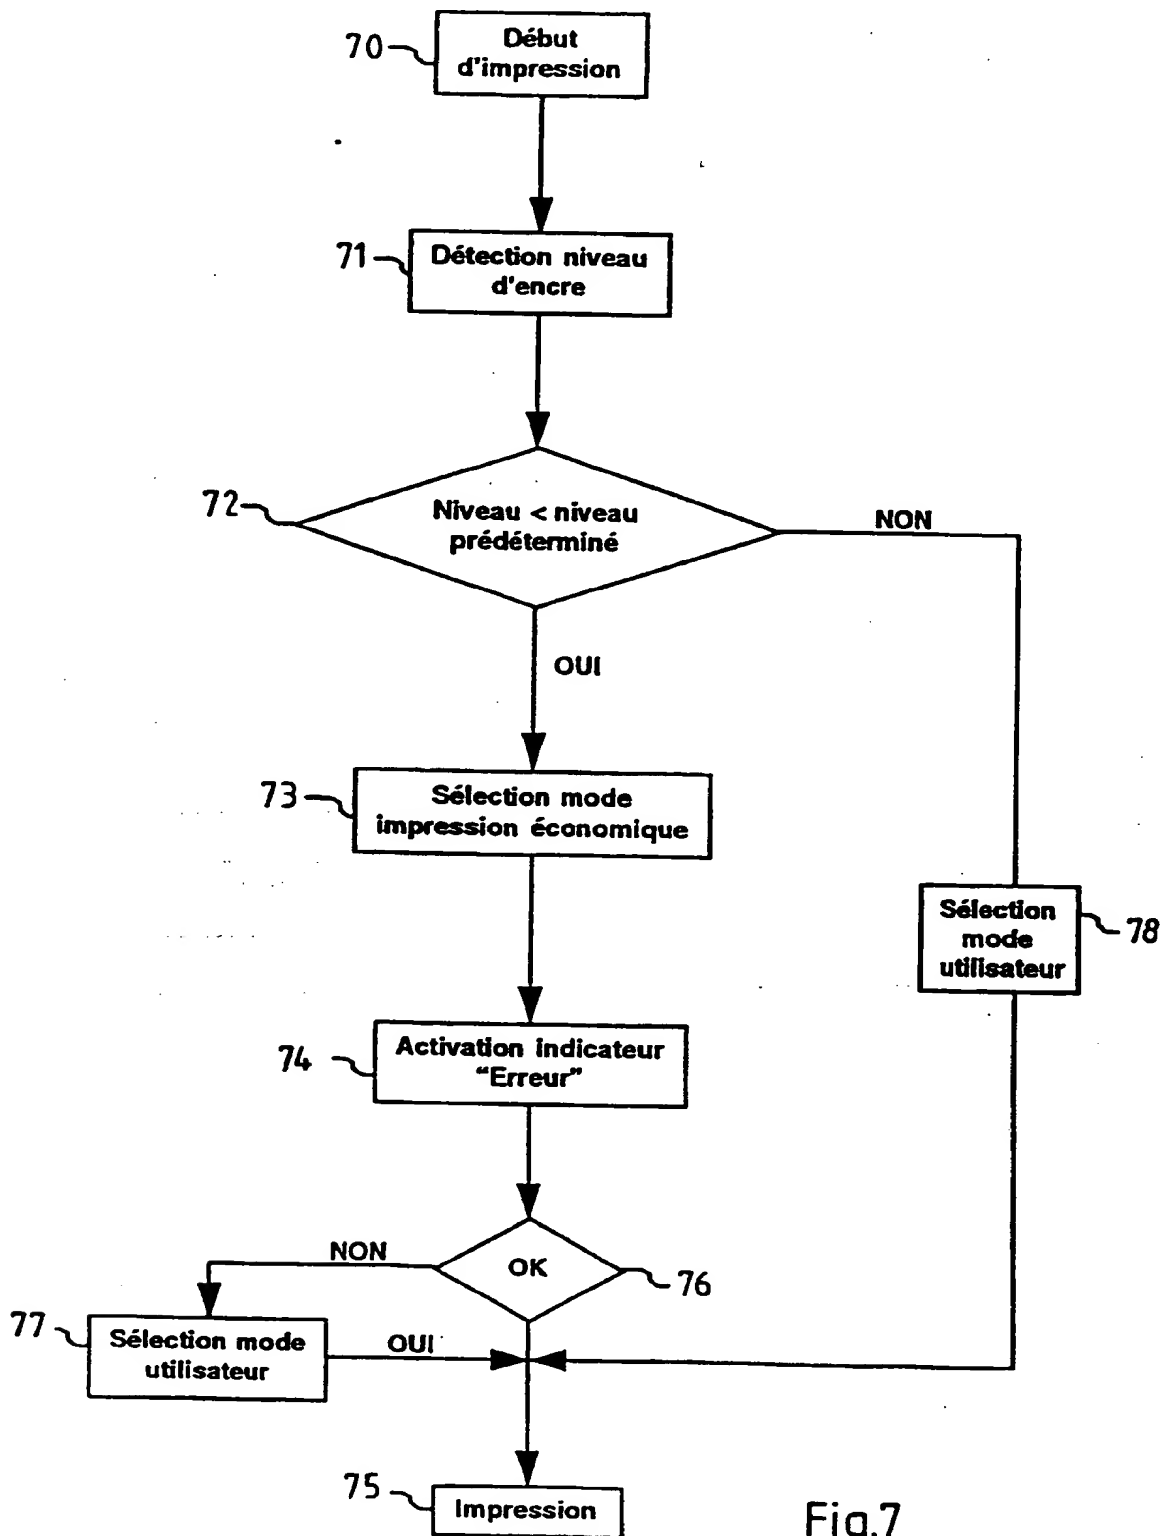 70
Début
d'impression
71
Détection niveau
d'encre
72
Niveau < niveau
prédéterminé
NON
OUI
73
Sélection mode
impression économique
Sélection
mode
utilisateur
78
74
Activation indicateur
"Erreur"
NON
OK
76
77
Sélection mode
utilisateur
OUI
75
Impression
Fig.7